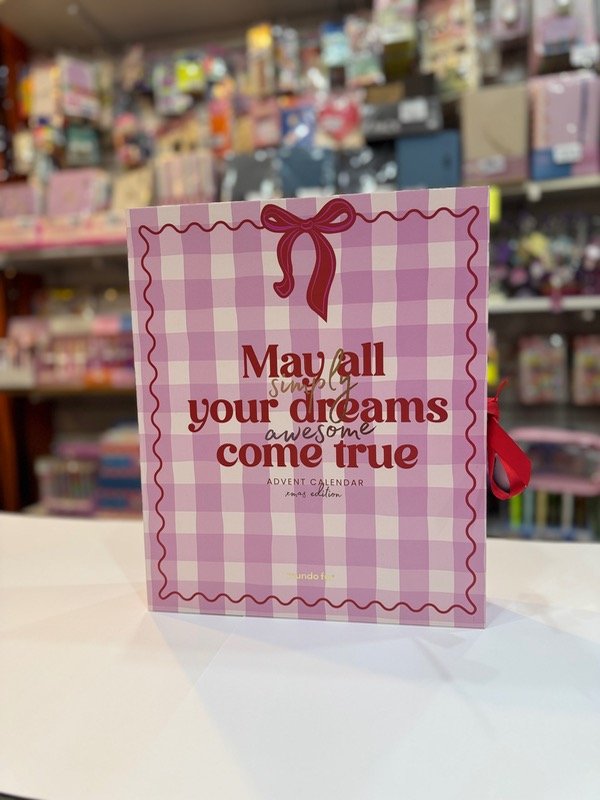 May all
simply
your dreams
awesome
come true
ADVENT CALENDAR
xmas edition